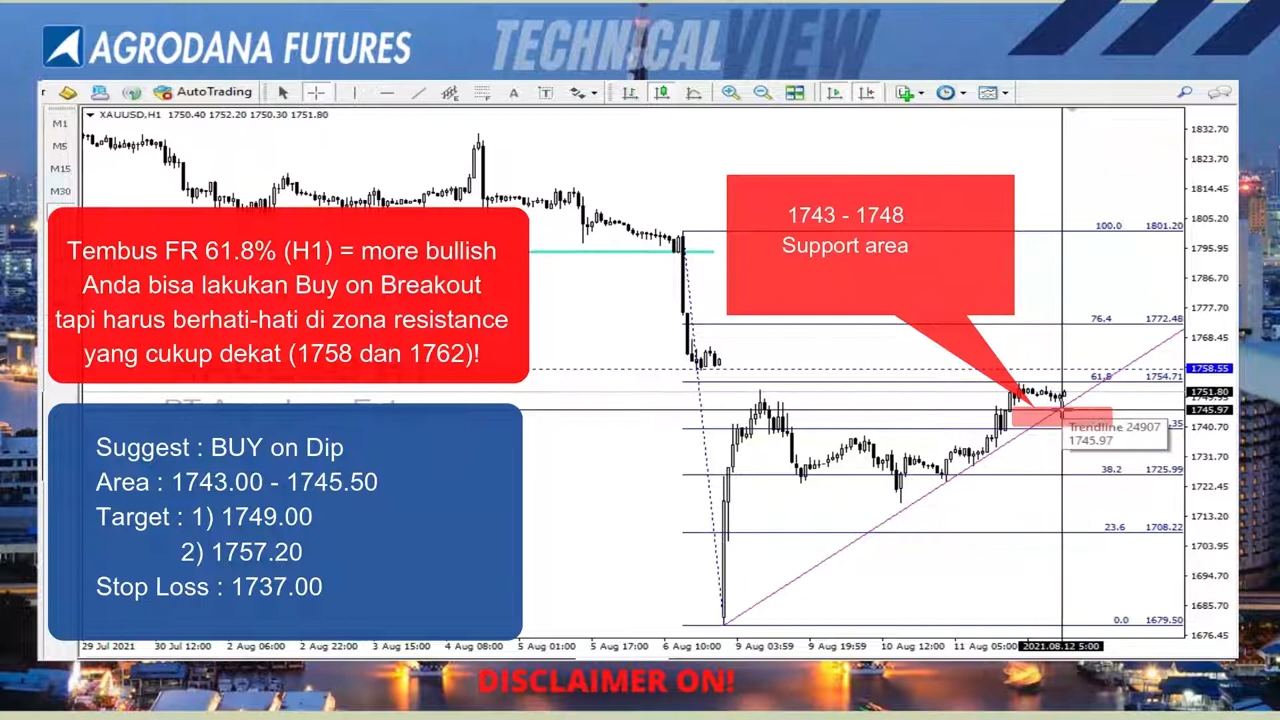 AGRODANA FUTURES
TECHNICAL VIEW
AutoTrading
M1
M5
M15
M30
XAUUSD,H1 1750.40 1752.20 1750.30 1751.80
Tembus FR 61.8% (H1) = more bullish
Anda bisa lakukan Buy on Breakout
tapi harus berhati-hati di zona resistance
yang cukup dekat (1758 dan 1762)!
1743 - 1748
Support area
Suggest : BUY on Dip
Area : 1743.00 - 1745.50
Target : 1) 1749.00
2) 1757.20
Stop Loss : 1737.00
100.0 1801.20
76.4 1772.48
61.8 1754.71
.35
38.2 1725.99
23.6 1708.22
0.0 1679.50
Trendline 24907
1745.97
1832.70
1823.70
1814.45
1805.20
1795.95
1786.70
1777.70
1768.45
1758.55
1751.80
1745.97
1740.70
1731.70
1722.45
1713.20
1703.95
1694.70
1685.70
1676.45
29 Jul 2021
30 Jul 12:00
2 Aug 06:00
2 Aug 22:00
4 Aug 08:00
5 Aug 01:00
5 Aug 17:00
6 Aug 10:00
9 Aug 03:59
9 Aug 19:59
10 Aug 12:00
11 Aug 05:00
2021.08.12 5:00
DISCLAIMER ON!